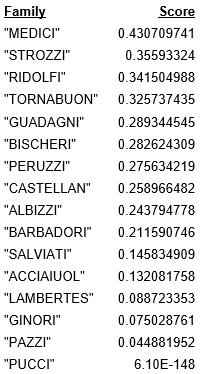 Family Score
"MEDICI" 0.430709741
"STROZZI" 0.35593324
"RIDOLFI" 0.341504988
"TORNABUON" 0.325737435
"GUADAGNI" 0.289344545
"BISCHERI" 0.282624309
"PERUZZI" 0.275634219
"CASTELLAN" 0.258966482
"ALBIZZI" 0.243794778
"BARBADORI" 0.211590746
"SALVIATI" 0.145834909
"ACCIAIUOL" 0.132081758
"LAMBERTES" 0.088723353
"GINORI" 0.075028761
"PAZZI" 0.044881952
"PUCCI" 6.10E-148